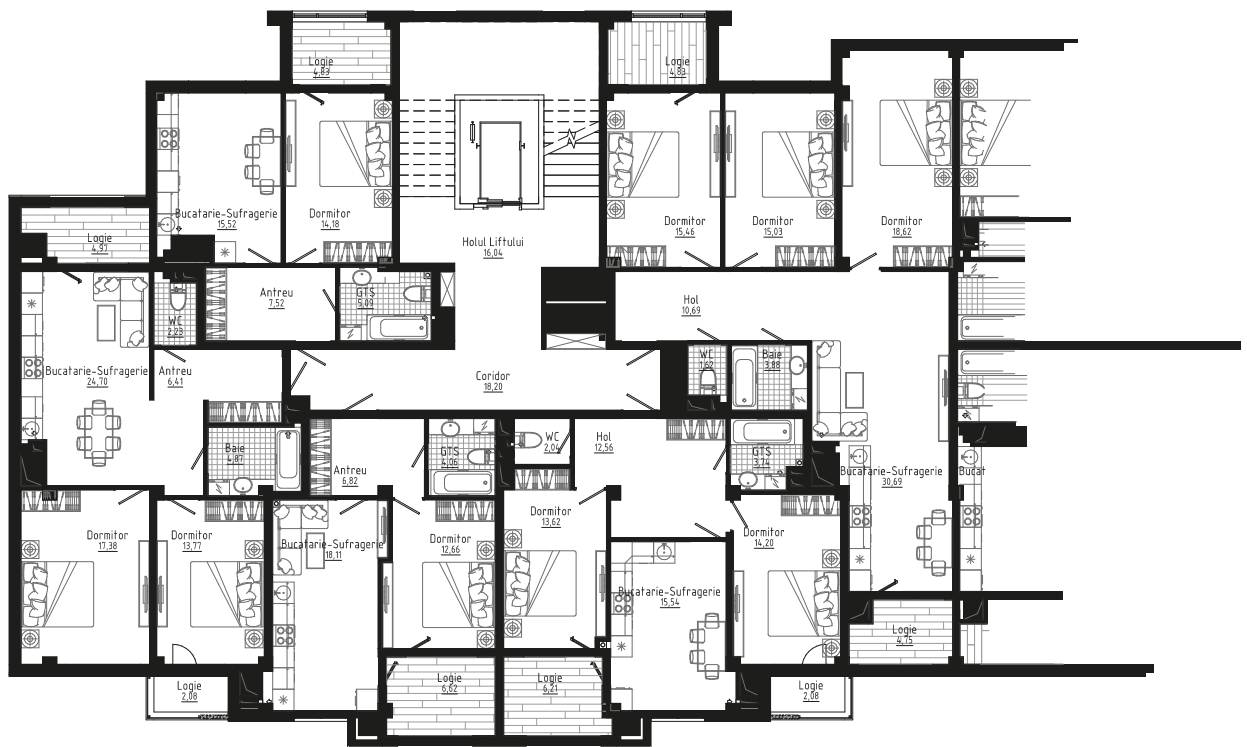 Logie
4,83
Logie
4,83
Bucatarie-Sufragerie
15,52
Dormitor
14,18
Dormitor
15,46
Dormitor
15,03
Dormitor
18,62
Logie
4,97
Holul Liftului
16,04
Antreu
7,52
GTS
5,09
Hol
10,69
WC
2,23
WC
1,62
Baie
3,88
Bucatarie-Sufragerie
24,70
Antreu
6,41
Coridor
18,20
Baie
4,87
Antreu
6,82
GTS
4,06
WC
2,04
Hol
12,56
GTS
3,74
Bucatarie-Sufragerie
30,69
Bucat
Dormitor
17,38
Dormitor
13,77
Bucatarie-Sufragerie
18,11
Dormitor
12,66
Dormitor
13,62
Dormitor
14,20
Bucatarie-Sufragerie
15,54
Logie
4,75
Logie
2,08
Logie
6,62
Logie
6,21
Logie
2,08